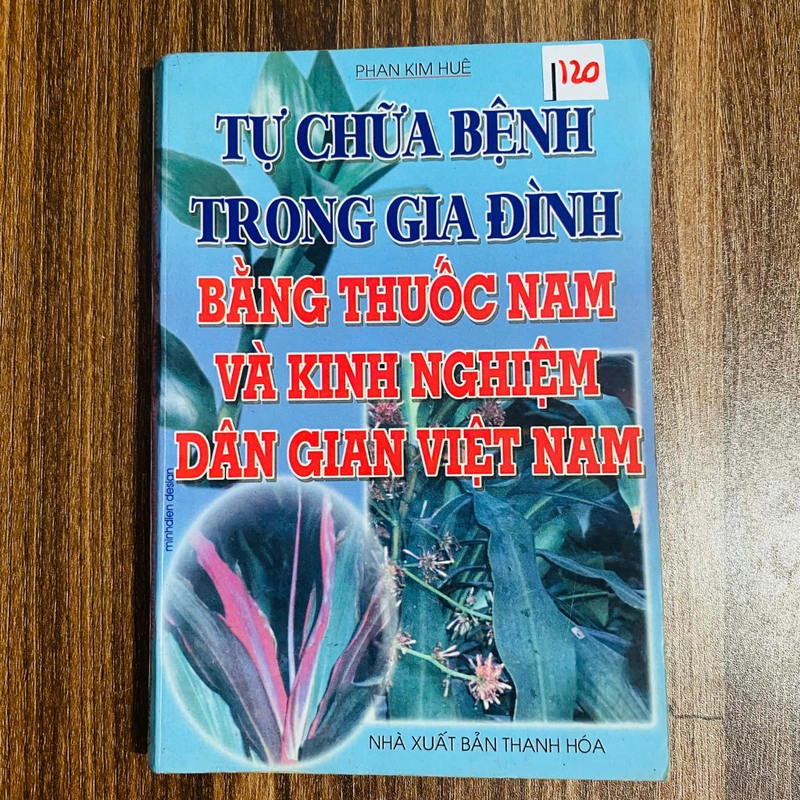 PHAN KIM HUÊ
120
TỰ CHỮA BỆNH
TRONG GIA ĐÌNH
BẰNG THUỐC NAM
VÀ KINH NGHIỆM
DÂN GIAN VIỆT NAM
minhdien design
NHÀ XUẤT BẢN THANH HÓA